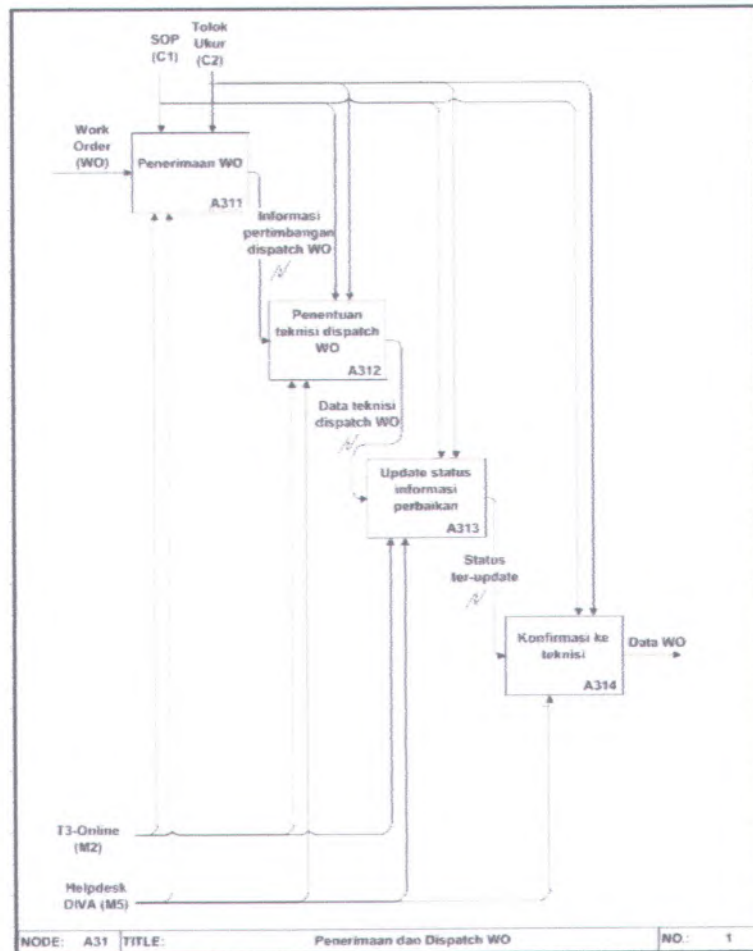 SOP
(C1)
Tolok
Ukur
(C2)
Work
Order
(WO)
Penerimaan WO
A311
Informasi
pertimbangan
dispatch WO
Penentuan
teknisi dispatch
WO
A312
Data teknisi
dispatch WO
Update status
informasi
perbaikan
A313
Status
ter-update
Konfirmasi ke
teknisi
A314
Data WO
T3-Online
(M2)
Helpdesk
DIVA (M5)
NODE: A31 TITLE: Penerimaan dan Dispatch WO NO.: 1